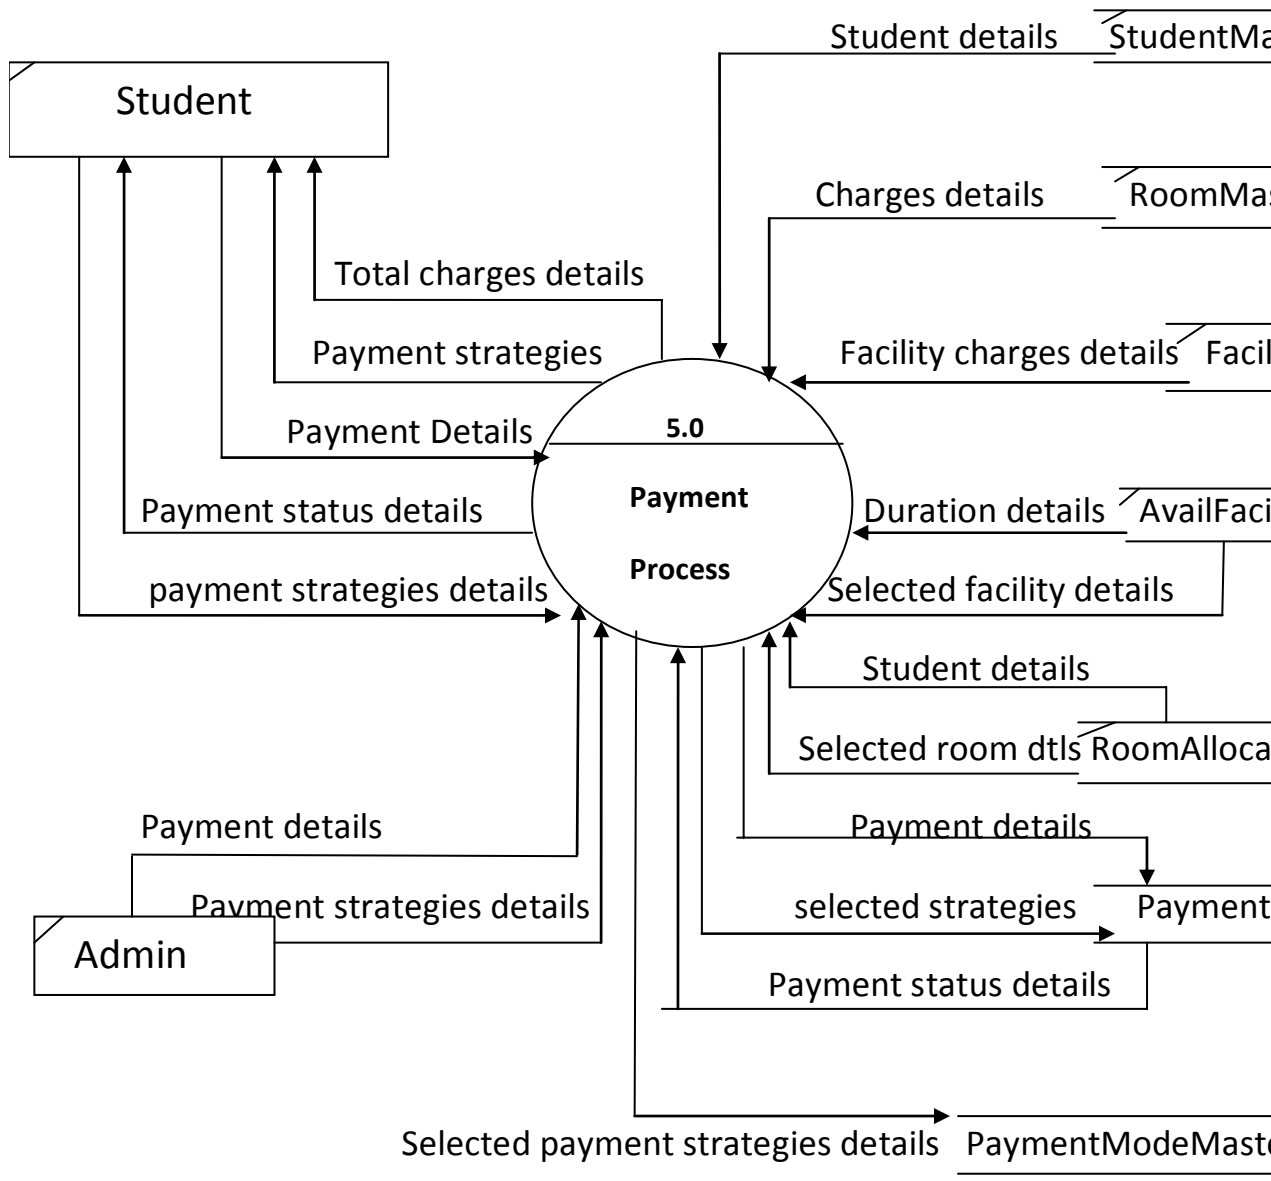 Student details
StudentMa
Student
Charges details
RoomMas
Total charges details
Payment strategies
Facility charges details
Facil
Payment Details
5.0
Payment
Process
Payment status details
Duration details
AvailFaci
payment strategies details
Selected facility details
Student details
Selected room dtls
RoomAlloca
Payment details
Payment details
Payment strategies details
selected strategies
Payment
Admin
Payment status details
Selected payment strategies details
PaymentModeMaste